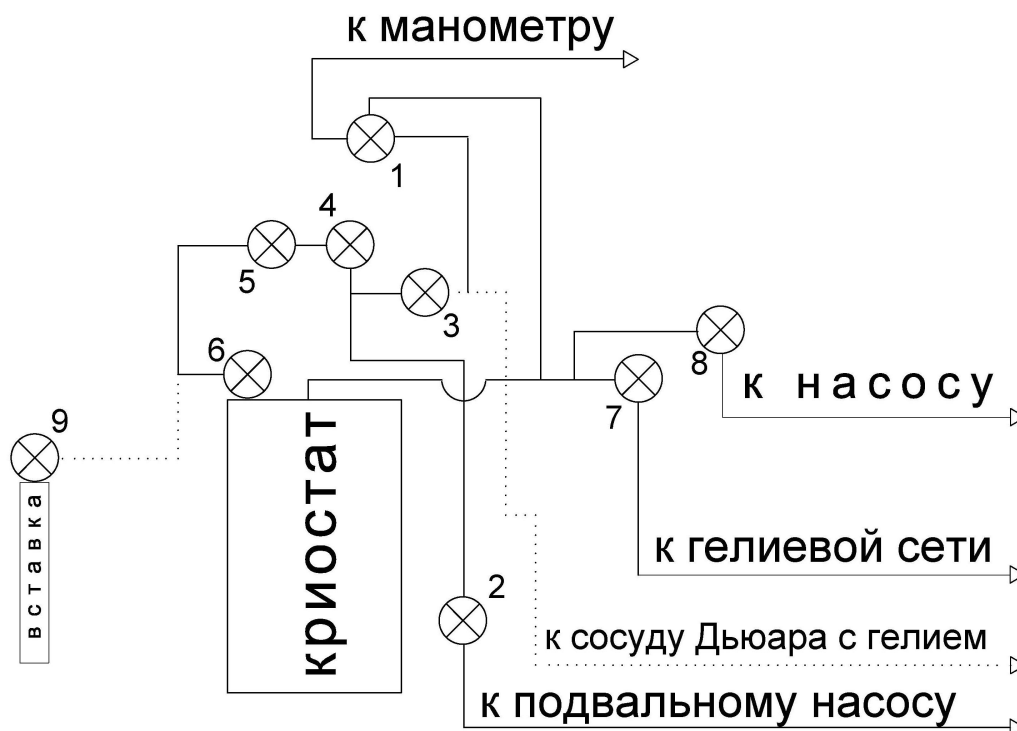 к манометру
1
4
5
3
6
8
к насосу
7
9
криостат
вставка
к гелиевой сети
2
к сосуду Дьюара с гелием
к подвальному насосу